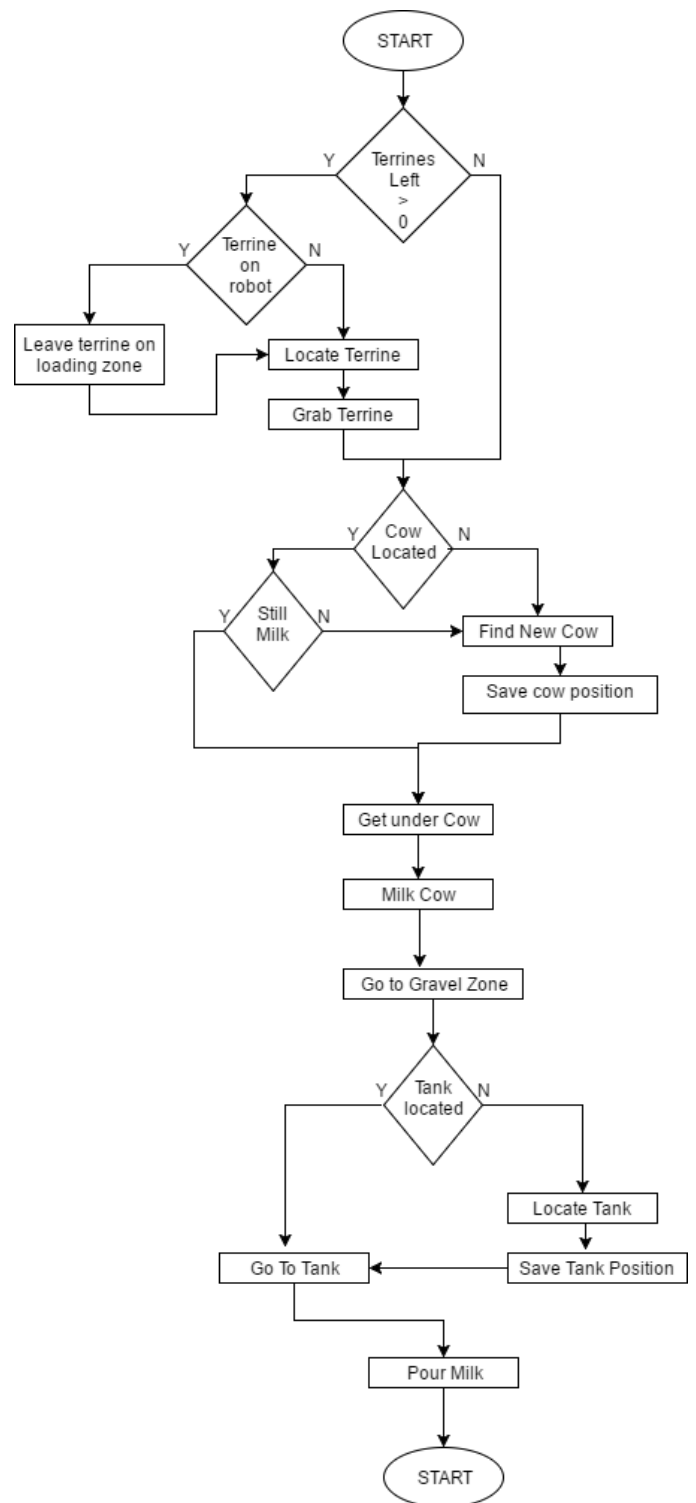 START
Y
Terrines
Left
>
0
N
Y
Terrine
on
robot
N
Leave terrine on
loading zone
Locate Terrine
Grab Terrine
Y
Cow
Located
N
Y
Still
Milk
N
Find New Cow
Save cow position
Get under Cow
Milk Cow
Go to Gravel Zone
Y
Tank
located
N
Locate Tank
Go To Tank
Save Tank Position
Pour Milk
START